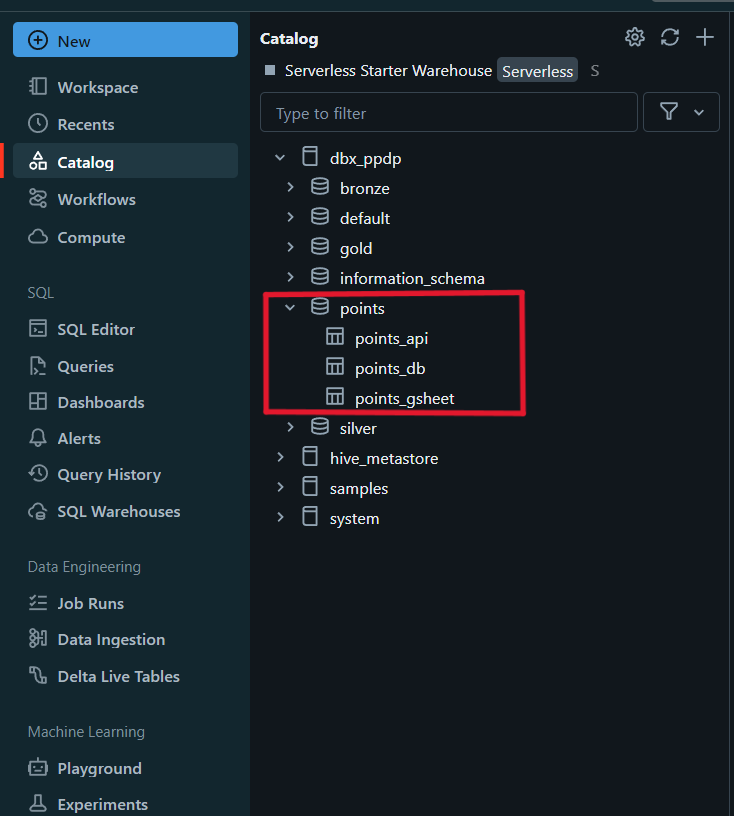 New
Workspace
Recents
Catalog
Workflows
Compute
SQL
SQL Editor
Queries
Dashboards
Alerts
Query History
SQL Warehouses
Data Engineering
Job Runs
Data Ingestion
Delta Live Tables
Machine Learning
Playground
Experiments
Catalog
Serverless Starter Warehouse Serverless S
Type to filter
dbx_ppdp
bronze
default
gold
information_schema
points
points_api
points_db
points_gsheet
silver
hive_metastore
samples
system